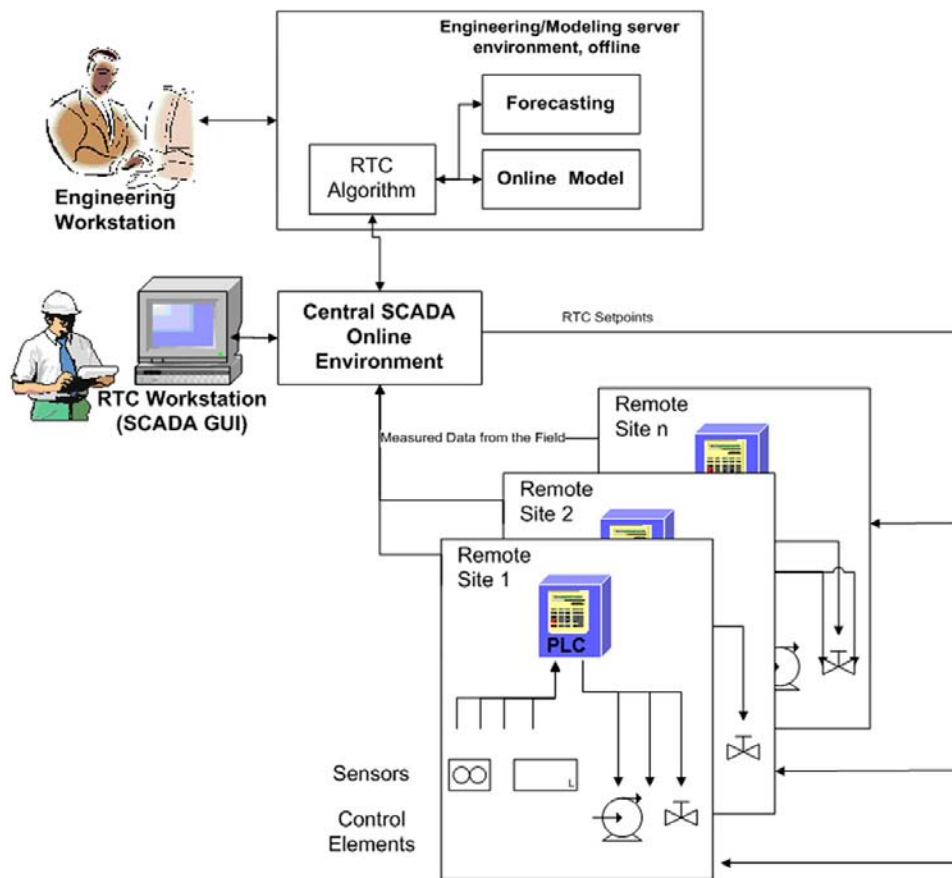 Engineering/Modeling server
environment, offline
Forecasting
RTC
Algorithm
Online Model
Engineering
Workstation
Central SCADA
Online
Environment
RTC Setpoints
RTC Workstation
(SCADA GUI)
Measured Data from the Field
Remote
Site n
Remote
Site 2
Remote
Site 1
PLC
Sensors
L
Control
Elements